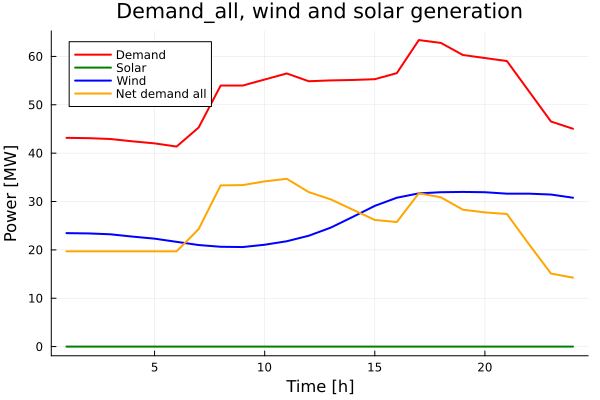 Demand_all, wind and solar generation
Power [MW]
60
50
40
30
20
10
0
Demand
Solar
Wind
Net demand all
5
10
15
20
Time [h]